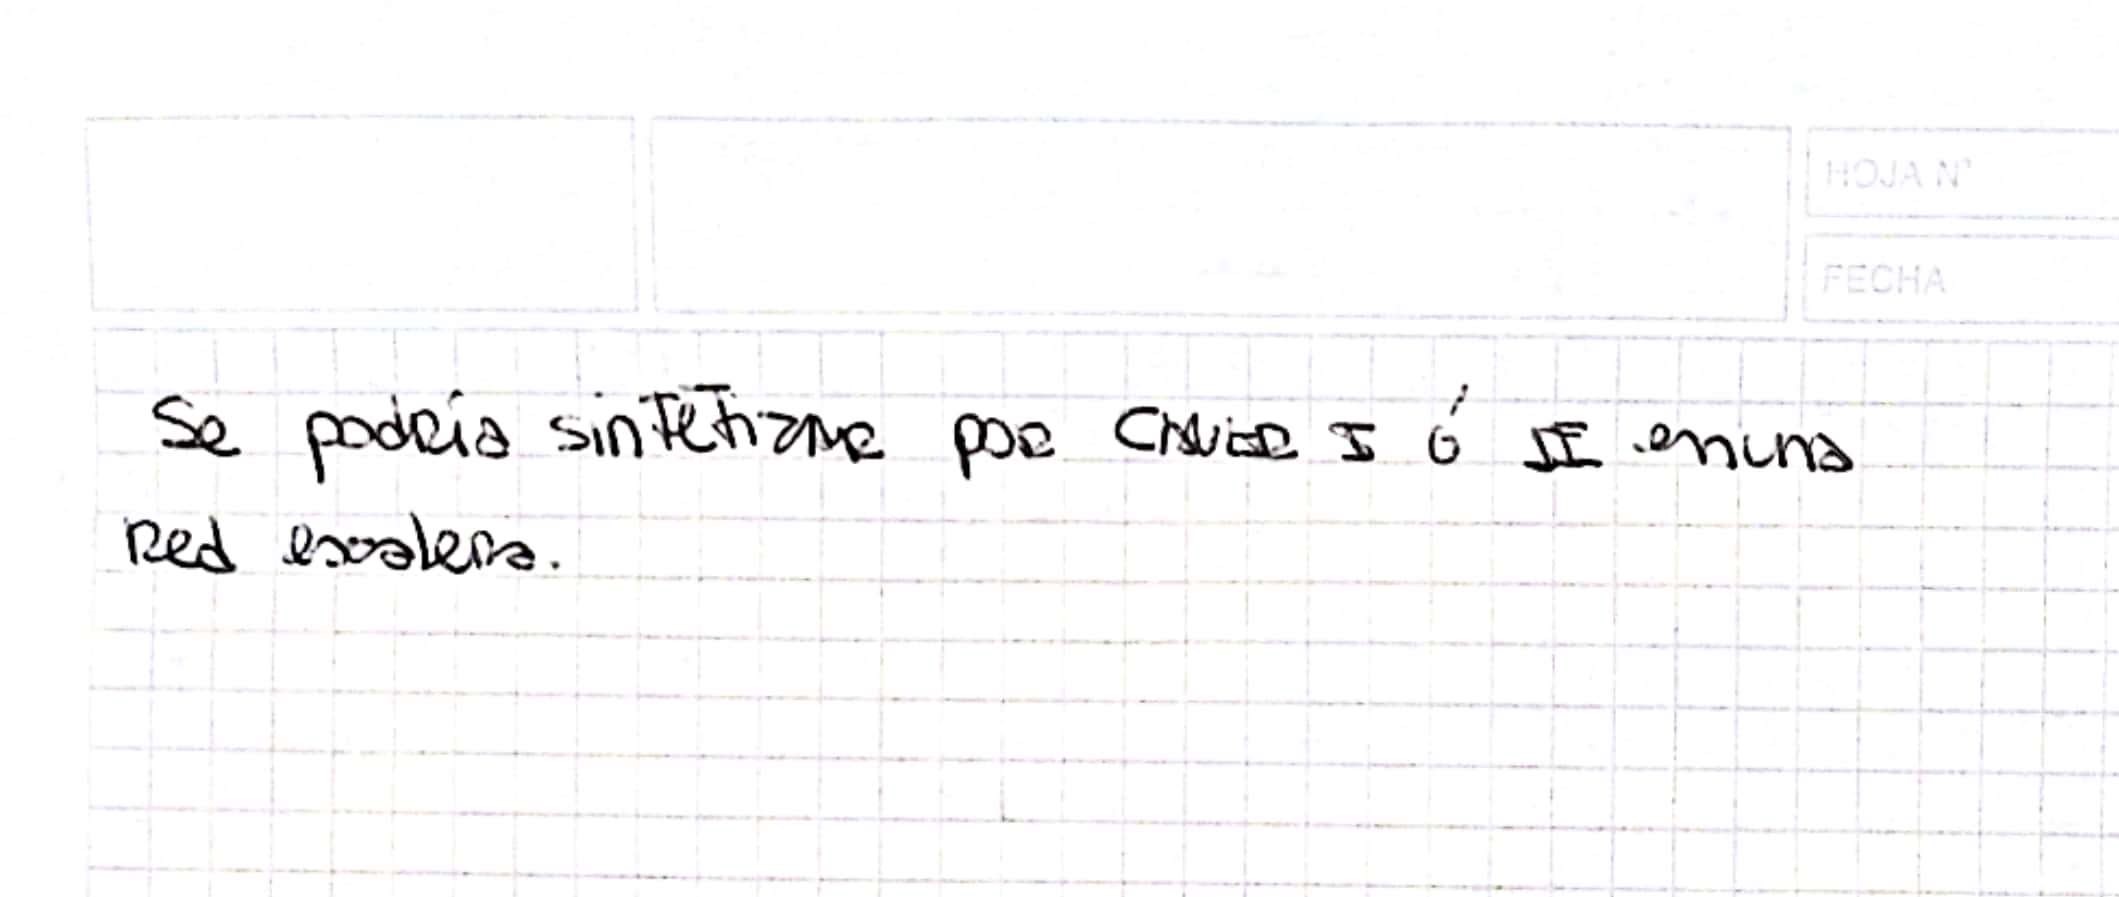 HOJA N°
FECHA
Se podría sintetizar por CAUER I ó II en una
Red escalera.